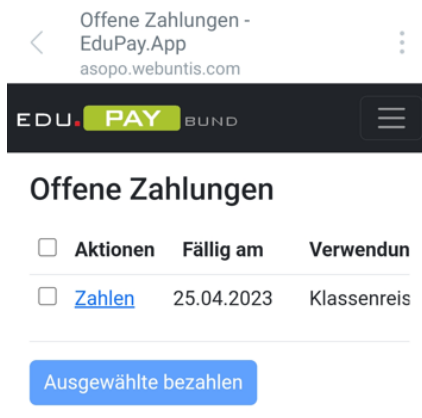 Offene Zahlungen -
EduPay.App
asopo.webuntis.com
EDU. PAY BUND
Offene Zahlungen
Aktionen Fällig am Verwendun
Zahlen 25.04.2023 Klassenreis
Ausgewählte bezahlen